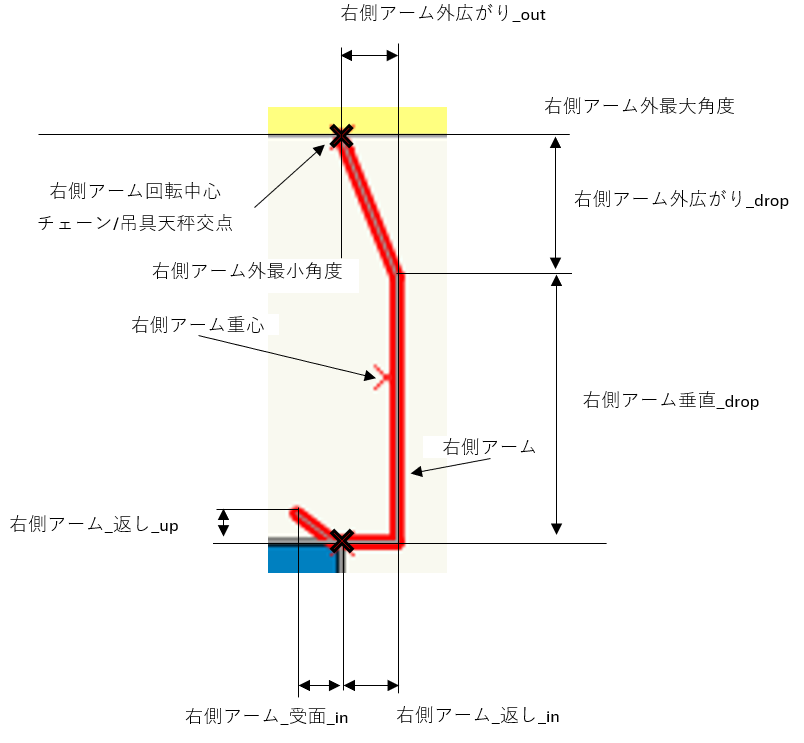 右側アーム外広がり_out
右側アーム外最大角度
右側アーム回転中心
チェーン/吊具天秤交点
右側アーム外広がり_drop
右側アーム外最小角度
右側アーム重心
右側アーム垂直_drop
右側アーム
右側アーム_返し_up
右側アーム_受面_in
右側アーム_返し_in